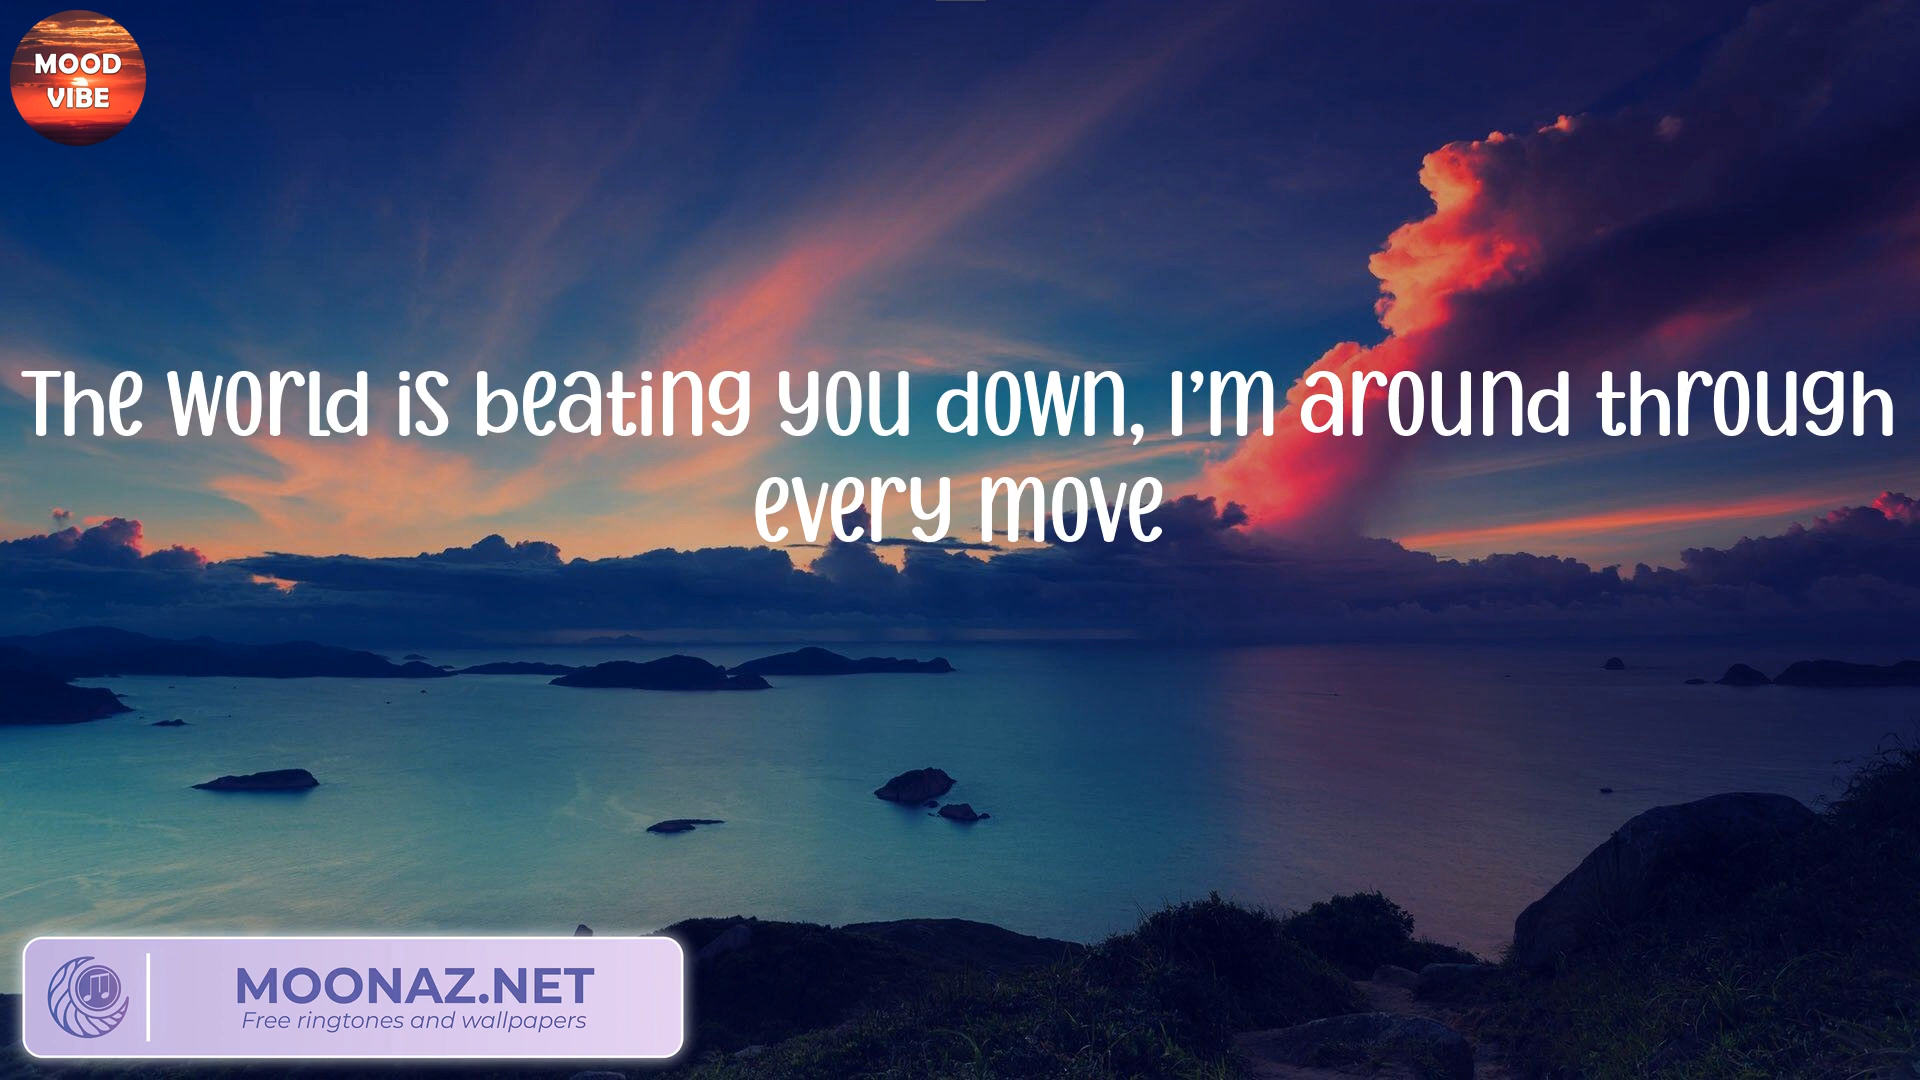 MOOD
VIBE
The world is beating you down, I'm around through
every move
MOONAZ.NET
Free ringtones and wallpapers